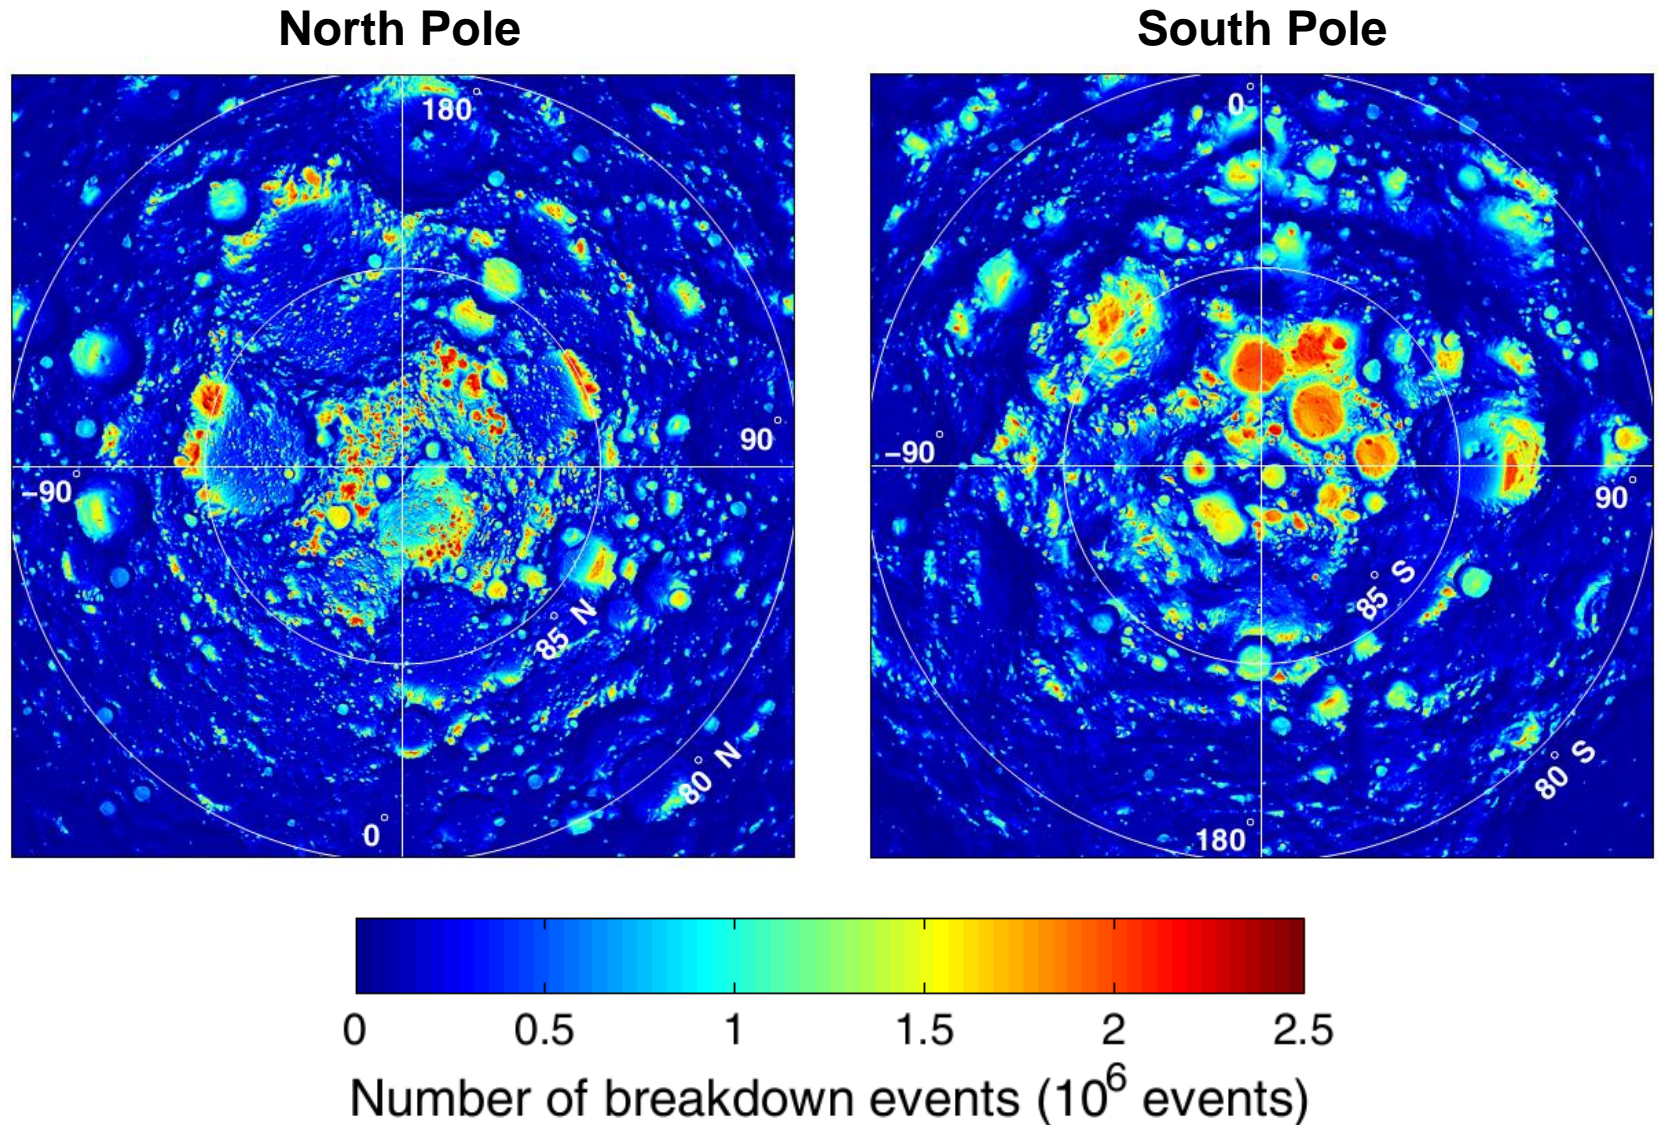 North Pole
South Pole
180°
0°
90°
−90°
−90°
90°
85° N
85° S
80° N
80° S
0°
180°
0 0.5 1 1.5 2 2.5
Number of breakdown events (10⁶ events)